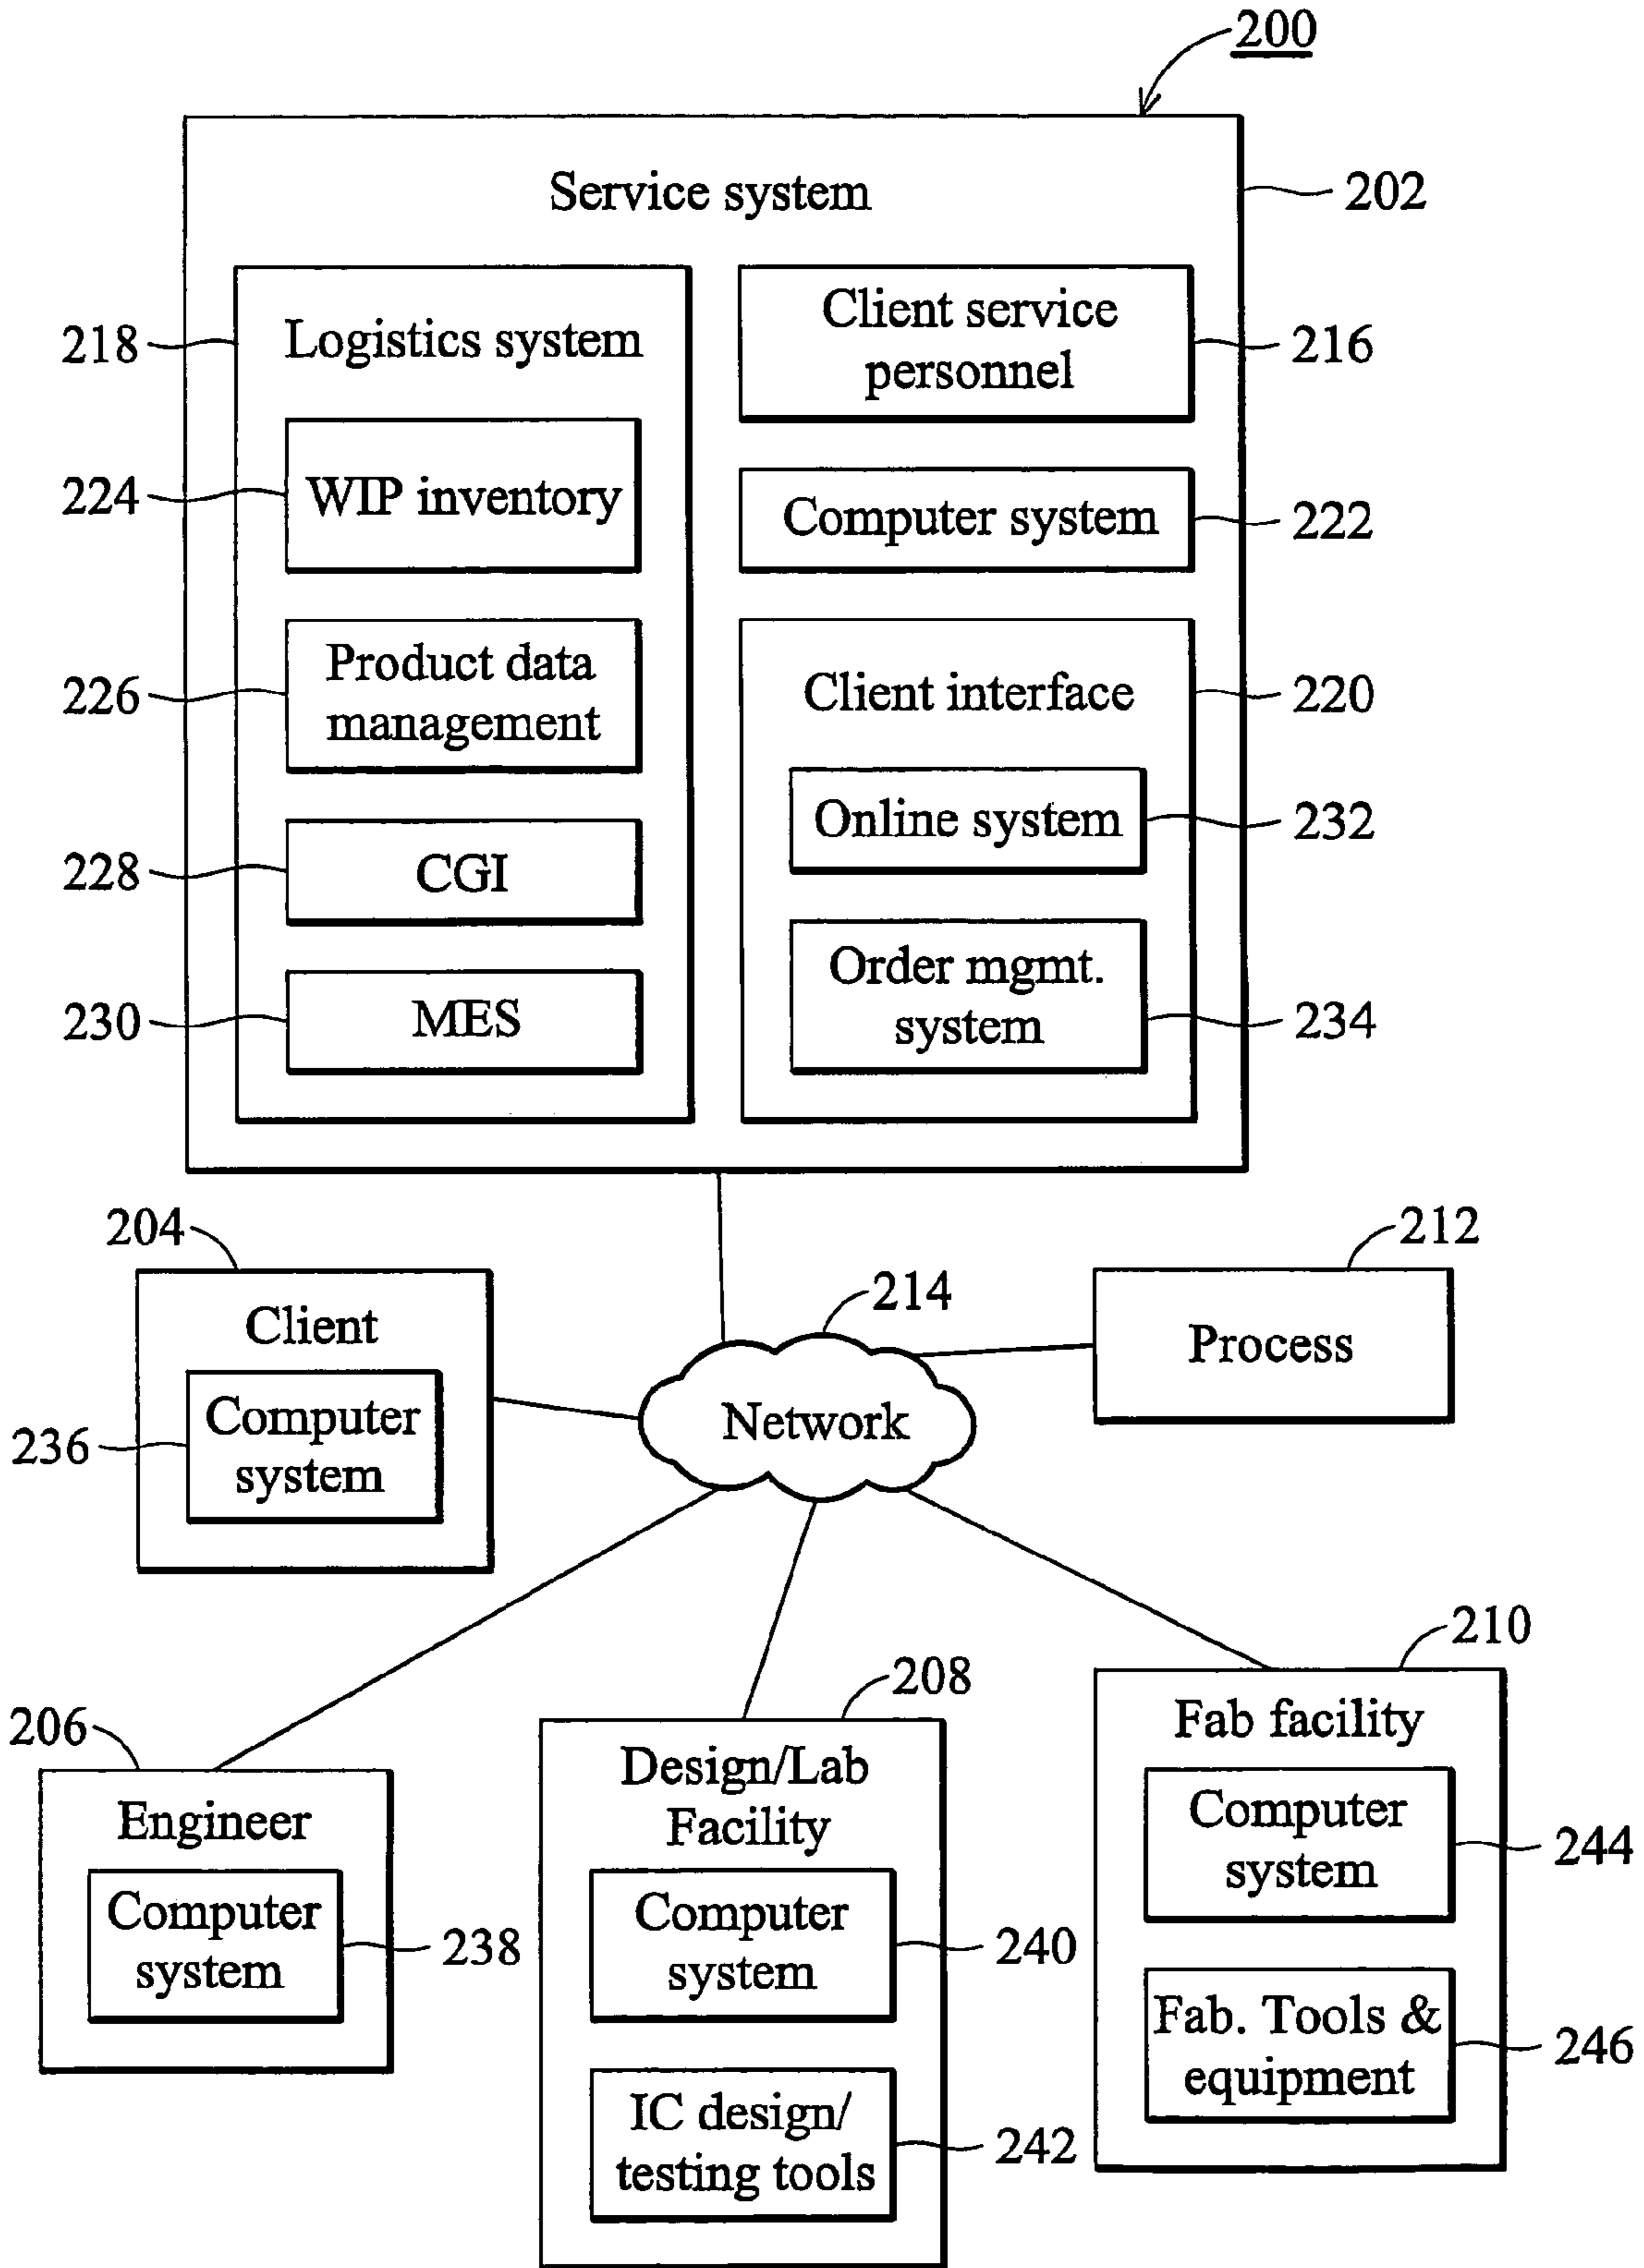 200
Service system
202
218
Logistics system
Client service
personnel
216
224
WIP inventory
Computer system
222
226
Product data
management
Client interface
220
Online system
232
228
CGI
Order mgmt.
system
234
230
MES
204
Client
Computer
system
236
214
Network
212
Process
206
Engineer
Computer
system
238
208
Design/Lab
Facility
Computer
system
240
IC design/
testing tools
242
210
Fab facility
Computer
system
244
Fab. Tools &
equipment
246